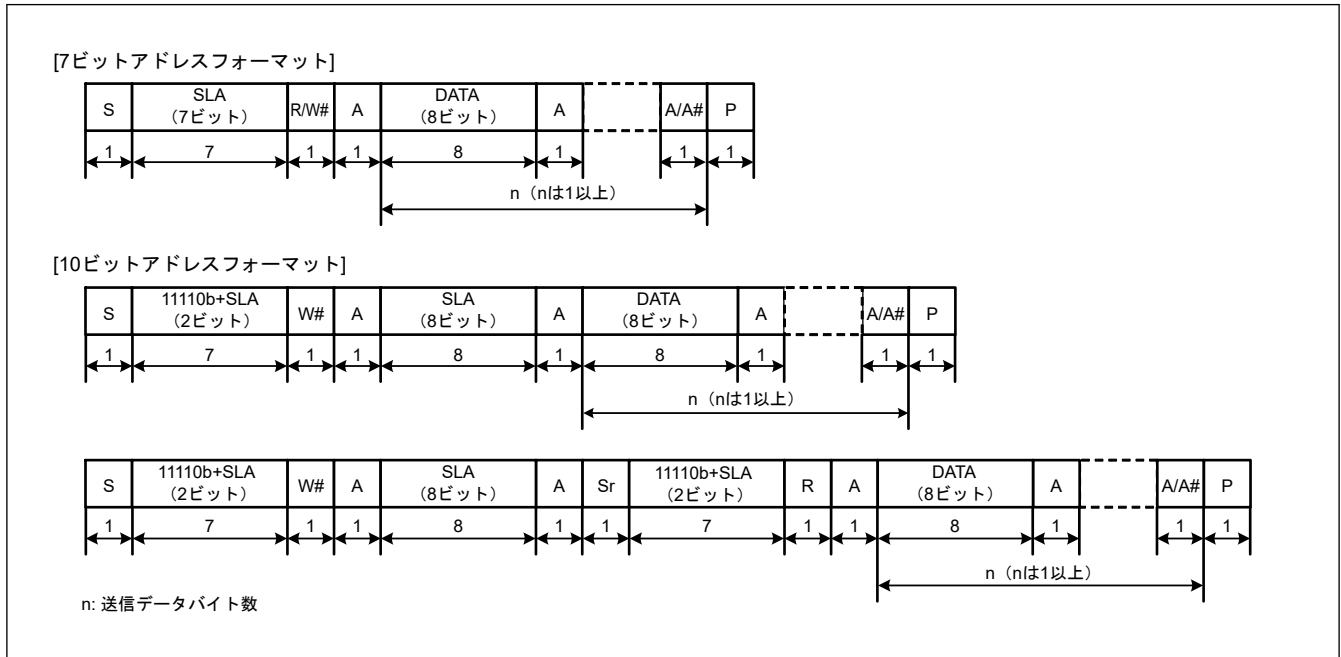 [7ビットアドレスフォーマット]
S SLA R/W# A DATA A A/A# P
(7ビット) (8ビット)
1 7 1 1 8 1 1 1
n（nは1以上）
[10ビットアドレスフォーマット]
S 11110b+SLA W# A SLA A DATA A A/A# P
(2ビット) (8ビット) (8ビット)
1 7 1 1 8 1 8 1 1 1
n（nは1以上）
S 11110b+SLA W# A SLA A Sr 11110b+SLA R A DATA A A/A# P
(2ビット) (8ビット) (2ビット) (8ビット)
1 7 1 1 8 1 1 7 1 1 8 1 1 1
n（nは1以上）
n: 送信データバイト数